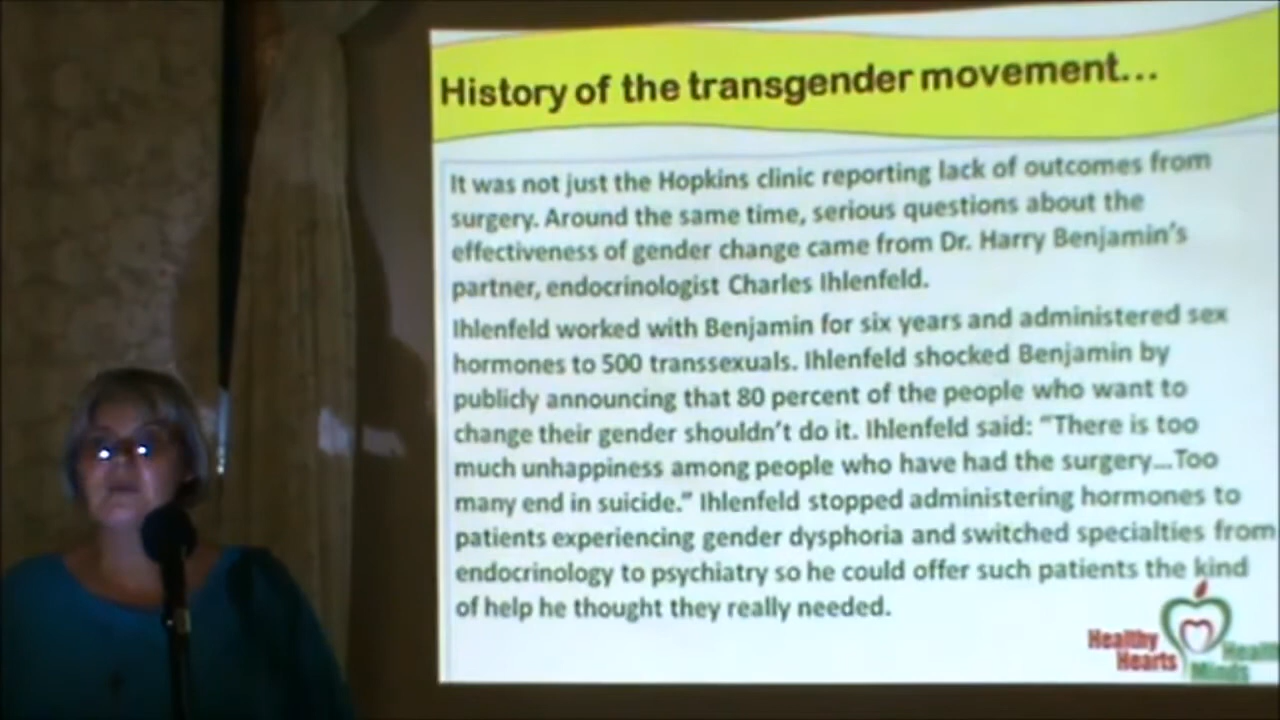 History of the transgender movement...
It was not just the Hopkins clinic reporting lack of outcomes from
surgery. Around the same time, serious questions about the
effectiveness of gender change came from Dr. Harry Benjamin's
partner, endocrinologist Charles Ihlenfeld.
Ihlenfeld worked with Benjamin for six years and administered sex
hormones to 500 transsexuals. Ihlenfeld shocked Benjamin by
publicly announcing that 80 percent of the people who want to
change their gender shouldn't do it. Ihlenfeld said: "There is too
much unhappiness among people who have had the surgery...Too
many end in suicide." Ihlenfeld stopped administering hormones to
patients experiencing gender dysphoria and switched specialties from
endocrinology to psychiatry so he could offer such patients the kind
of help he thought they really needed.
Healthy
Hearts
Minds